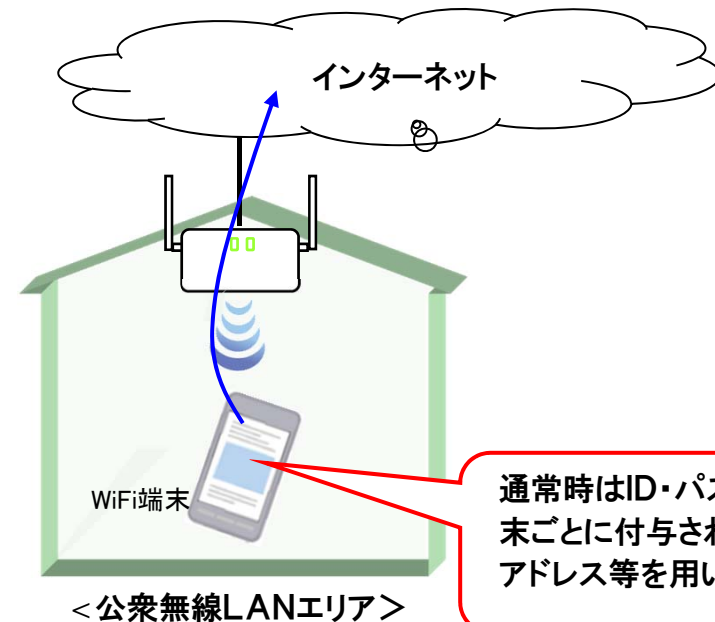 インターネット
WiFi端末
通常時はID・パス
末ごとに付与され
アドレス等を用い
＜公衆無線LANエリア＞